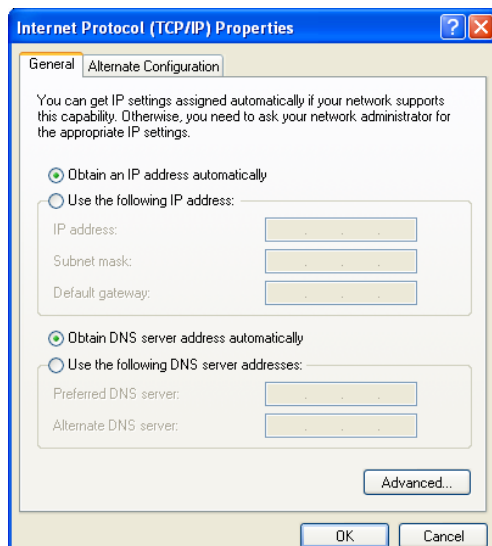 Internet Protocol (TCP/IP) Properties
General
Alternate Configuration
You can get IP settings assigned automatically if your network supports
this capability. Otherwise, you need to ask your network administrator for
the appropriate IP settings.
Obtain an IP address automatically
Use the following IP address:
IP address:
Subnet mask:
Default gateway:
Obtain DNS server address automatically
Use the following DNS server addresses:
Preferred DNS server:
Alternate DNS server:
Advanced...
OK
Cancel